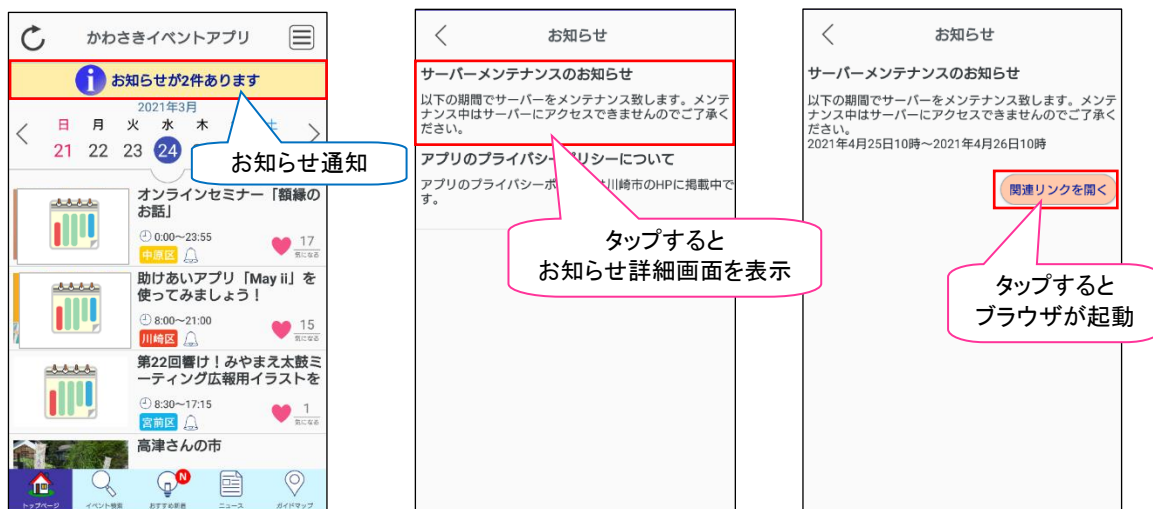 かわさきイベントアプリ
お知らせが2件あります
2021年3月
日 月 火 水 木 土
21 22 23 24
お知らせ通知
オンラインセミナー「額縁の
お話」
0:00～23:55
中原区
17
気になる
助けあいアプリ「May ii」を
使ってみましょう！
8:00～21:00
川崎区
15
気になる
第22回響け！みやまえ太鼓ミ
ーティング広報用イラストを
8:30～17:15
宮前区
1
気になる
高津さんの市
N
トップページ
イベント検索
おすすめ新着
ニュース
ガイドマップ
お知らせ
サーバーメンテナンスのお知らせ
以下の期間でサーバーをメンテナンス致します。メンテ
ナンス中はサーバーにアクセスできませんのでご了承く
ださい。
アプリのプライバシー リシーについて
アプリのプライバシーポ は川崎市のHPに掲載中で
す。
タップすると
お知らせ詳細画面を表示
お知らせ
サーバーメンテナンスのお知らせ
以下の期間でサーバーをメンテナンス致します。メンテ
ナンス中はサーバーにアクセスできませんのでご了承く
ださい。
2021年4月25日10時～2021年4月26日10時
関連リンクを開く
タップすると
ブラウザが起動